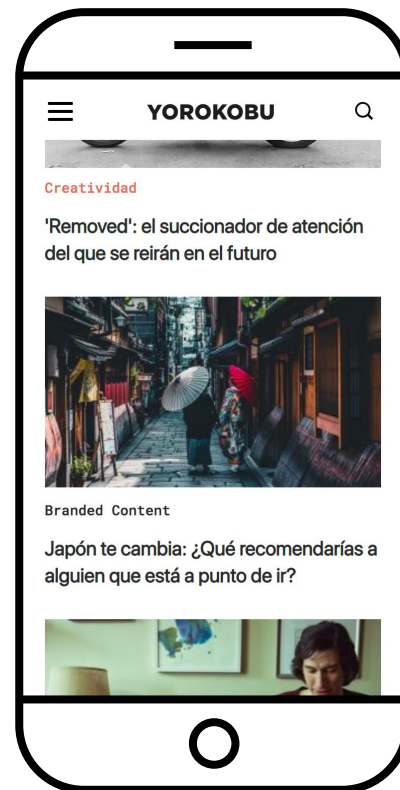 YOROKOBU
Creatividad
'Removed': el succionador de atención
del que se reirán en el futuro
Branded Content
Japón te cambia: ¿Qué recomendarías a
alguien que está a punto de ir?